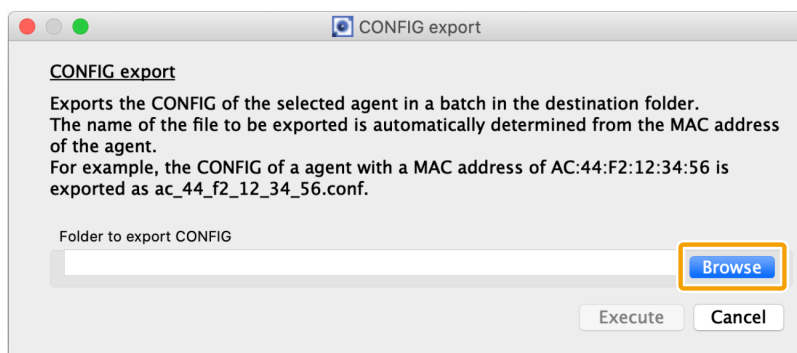 CONFIG export
CONFIG export
Exports the CONFIG of the selected agent in a batch in the destination folder.
The name of the file to be exported is automatically determined from the MAC address
of the agent.
For example, the CONFIG of a agent with a MAC address of AC:44:F2:12:34:56 is
exported as ac_44_f2_12_34_56.conf.
Folder to export CONFIG
Browse
Execute Cancel